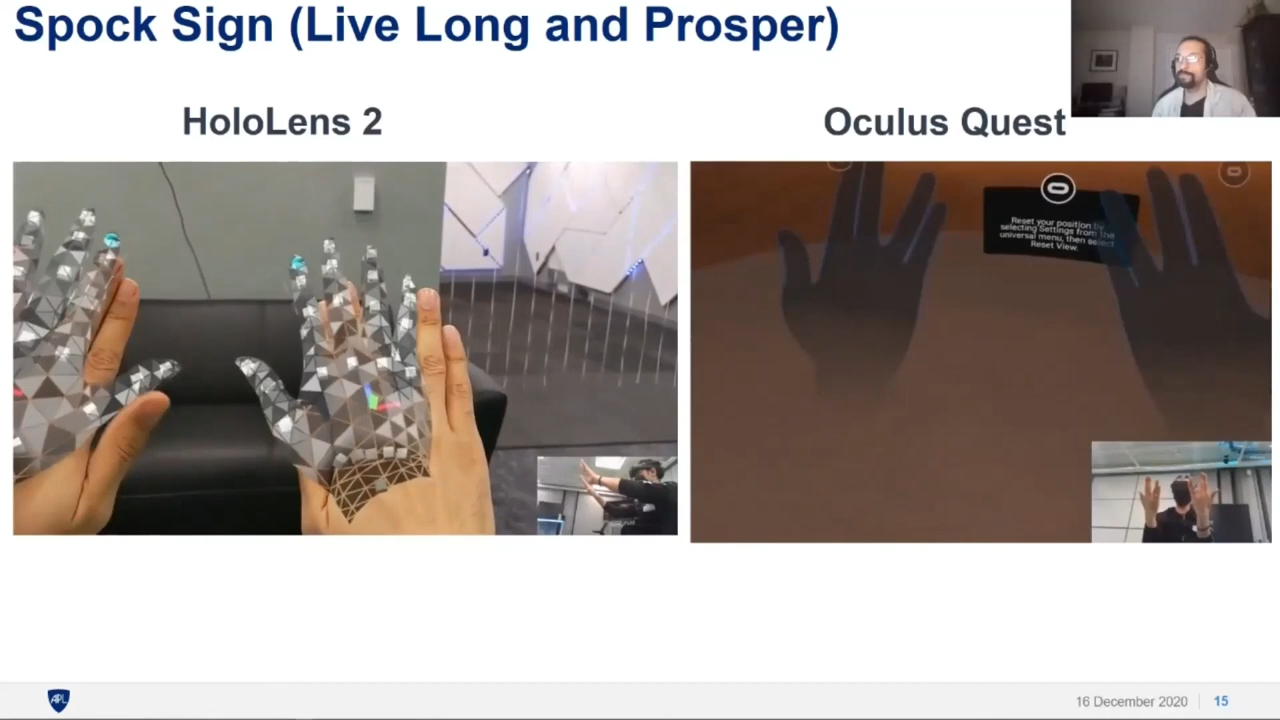 Spock Sign (Live Long and Prosper)
HoloLens 2
Oculus Quest
Reset your position by
selecting Settings from the
universal menu, then select
Reset View.
APL
16 December 2020
15